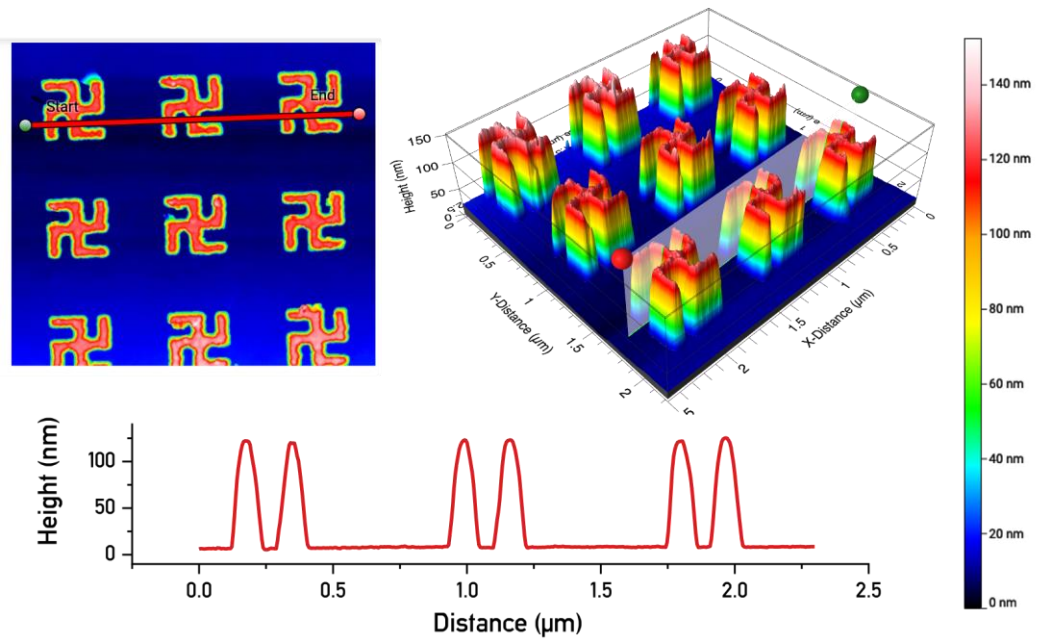 Start
End
150
100
50
0
0
0.5
1
1.5
2
Y-Distance (µm)
Height (nm)
0
0.5
1
1.5
2
X-Distance (µm)
140 nm
120 nm
100 nm
80 nm
60 nm
40 nm
20 nm
0 nm
Height (nm)
100
50
0
0.0 0.5 1.0 1.5 2.0 2.5
Distance (µm)